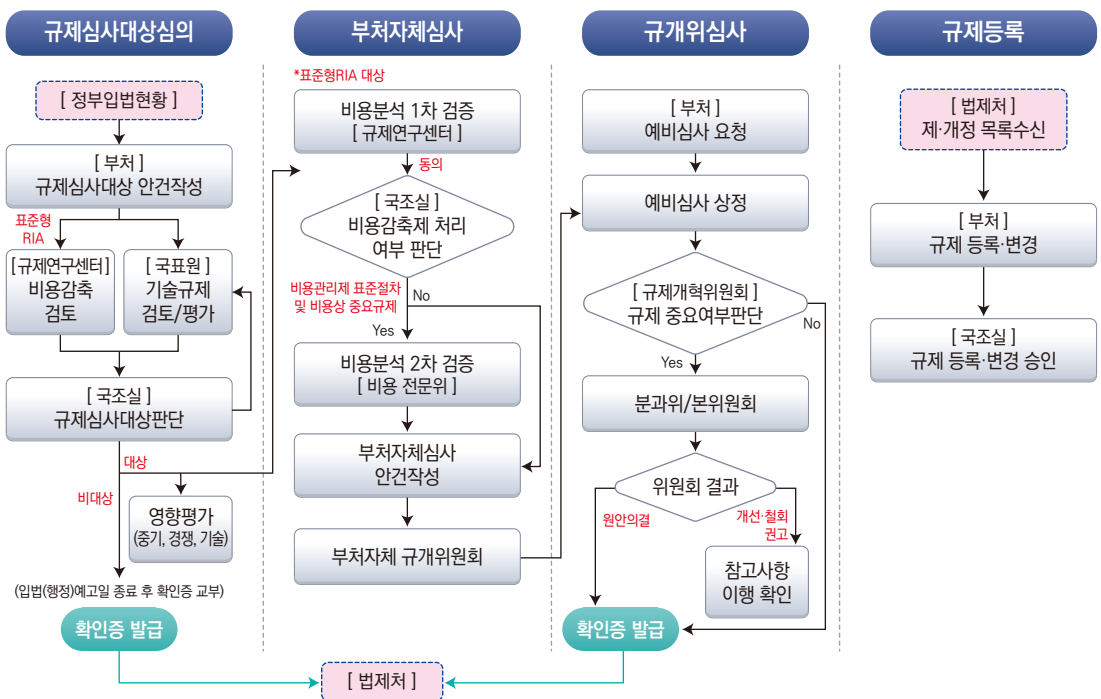 규제심사대상심의
[ 정부입법현황 ]
[ 부처 ]
규제심사대상 안건작성
표준형
RIA
[규제연구센터]
비용감축
검토
[ 국표원 ]
기술규제
검토/평가
[ 국조실 ]
규제심사대상판단
대상
비대상
영향평가
(중기, 경쟁, 기술)
(입법(행정)예고일 종료 후 확인증 교부)
확인증 발급
부처자체심사
*표준형RIA 대상
비용분석 1차 검증
[ 규제연구센터 ]
동의
[ 국조실 ]
비용감축제 처리
여부 판단
비용관리제 표준절차
및 비용상 중요규제
No
Yes
비용분석 2차 검증
[ 비용 전문위 ]
부처자체심사
안건작성
부처자체 규개위원회
[ 법제처 ]
규개위심사
[ 부처 ]
예비심사 요청
예비심사 상정
[ 규제개혁위원회 ]
규제 중요여부판단
No
Yes
분과위/본위원회
위원회 결과
원안의결
개선·철회
권고
참고사항
이행 확인
확인증 발급
규제등록
[ 법제처 ]
제·개정 목록수신
[ 부처 ]
규제 등록·변경
[ 국조실 ]
규제 등록·변경 승인